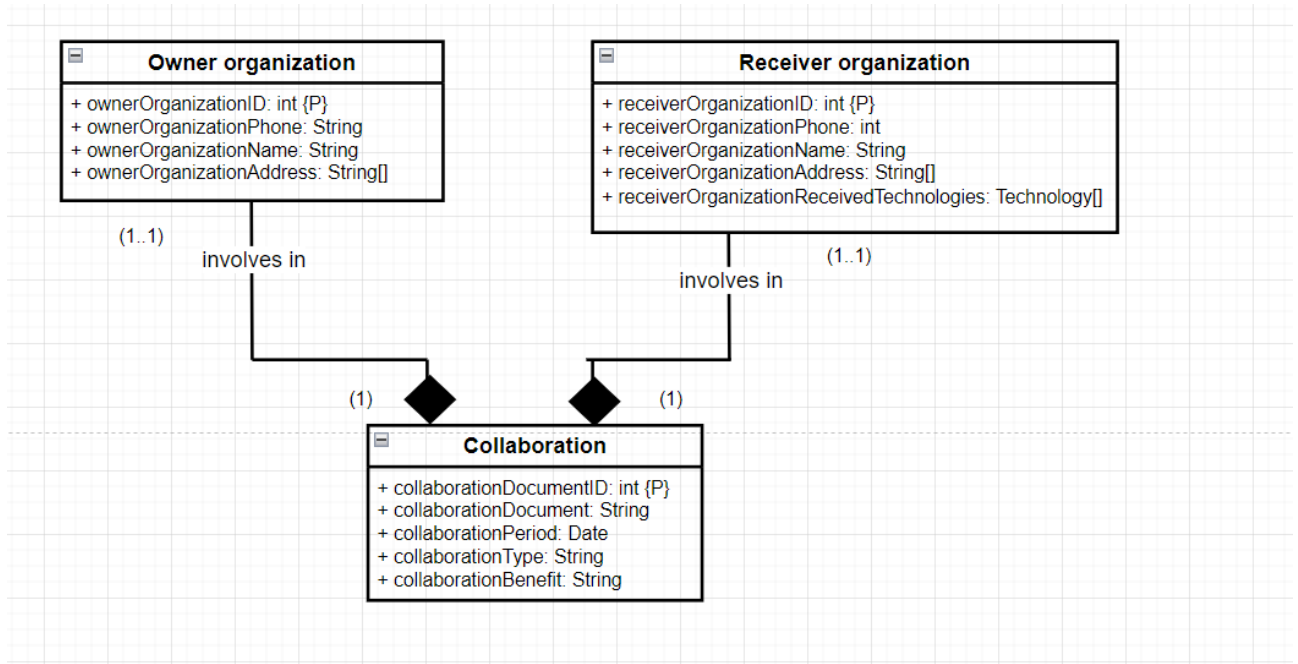 Owner organization
+ ownerOrganizationID: int {P}
+ ownerOrganizationPhone: String
+ ownerOrganizationName: String
+ ownerOrganizationAddress: String[]
Receiver organization
+ receiverOrganizationID: int {P}
+ receiverOrganizationPhone: int
+ receiverOrganizationName: String
+ receiverOrganizationAddress: String[]
+ receiverOrganizationReceivedTechnologies: Technology[]
(1..1)
involves in
(1..1)
involves in
(1)
(1)
Collaboration
+ collaborationDocumentID: int {P}
+ collaborationDocument: String
+ collaborationPeriod: Date
+ collaborationType: String
+ collaborationBenefit: String